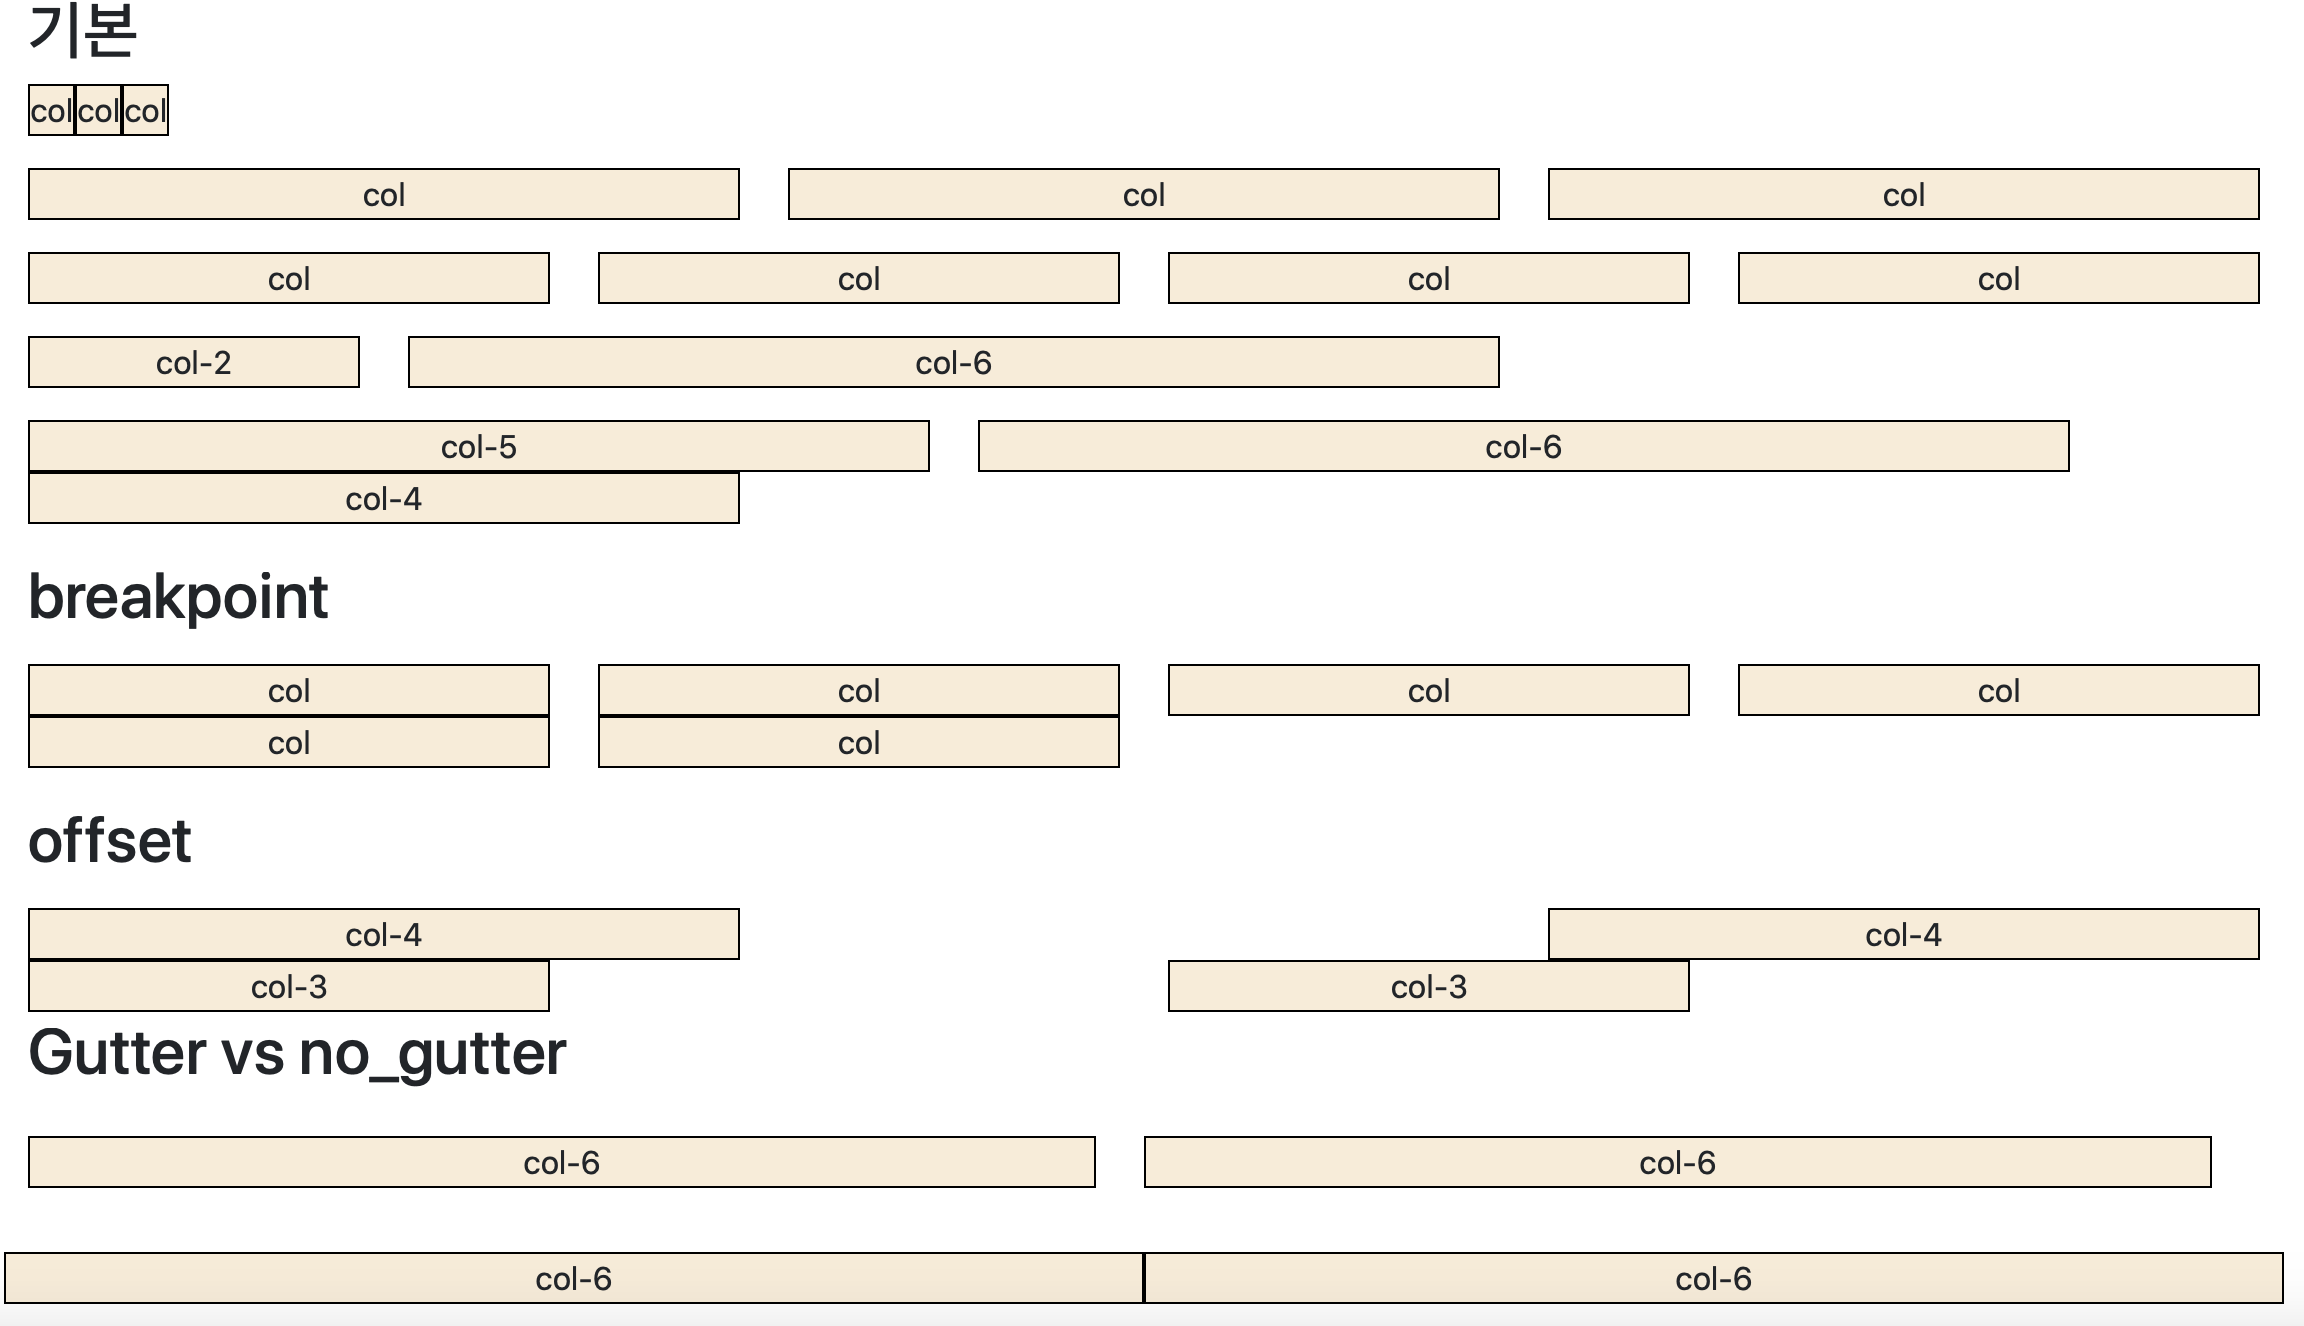 기본
col col col
col col col
col col col col
col-2 col-6
col-5 col-6
col-4
breakpoint
col col col col
col col
offset
col-4 col-4
col-3 col-3
Gutter vs no_gutter
col-6 col-6
col-6 col-6